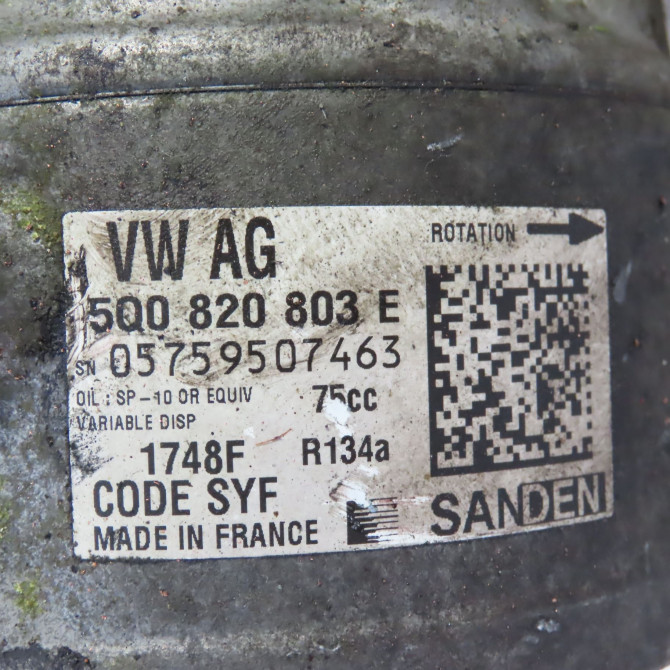 VW AG
ROTATION
5Q0 820 803 E
SN 05759507463
OIL : SP-10 OR EQUIV 75cc
VARIABLE DISP
1748F R134a
CODE SYF
MADE IN FRANCE
SANDEN